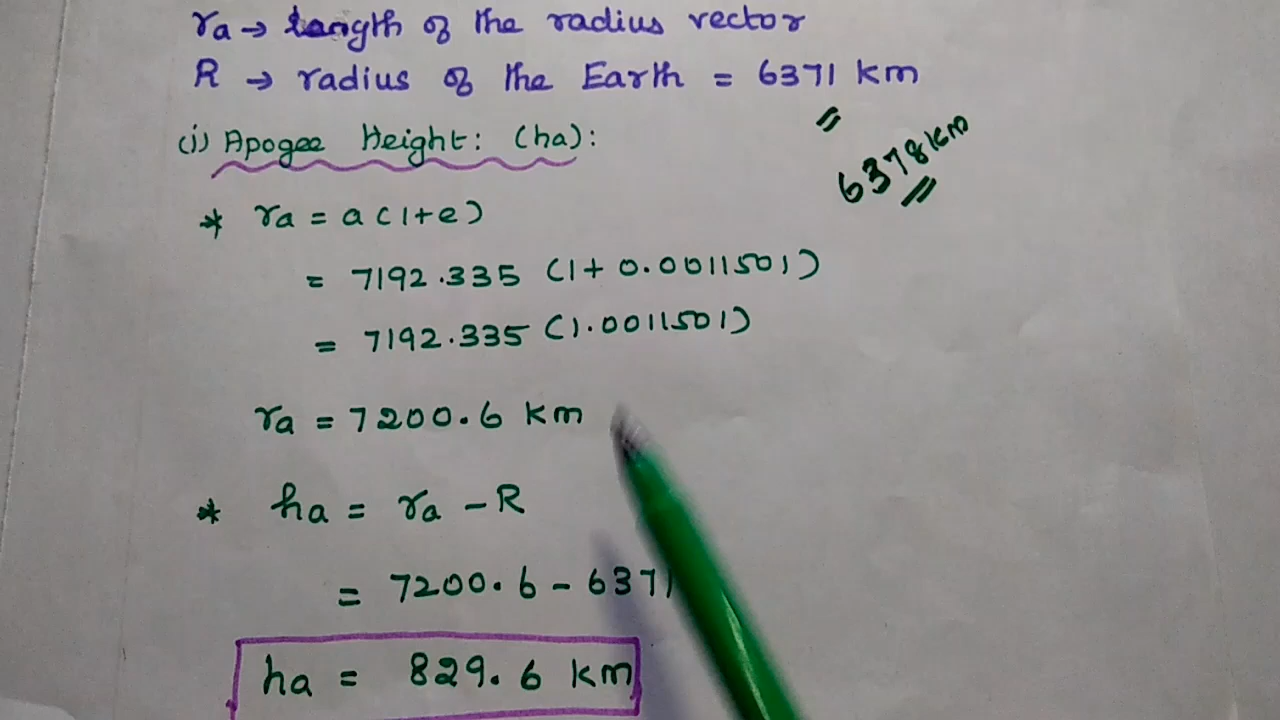 ra → length of the radius vector
R → radius of the Earth = 6371 km
6378 km
(i) Apogee Height: (ha):
* ra = a(1+e)
= 7192.335 (1+0.0011501)
= 7192.335 (1.0011501)
ra = 7200.6 km
* ha = ra - R
= 7200.6 - 6371
ha = 829.6 km